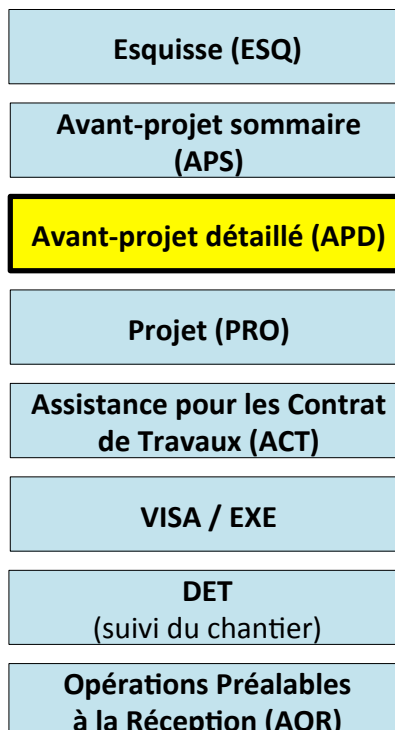 Esquisse (ESQ)
Avant-projet sommaire
(APS)
Avant-projet détaillé (APD)
Projet (PRO)
Assistance pour les Contrat
de Travaux (ACT)
VISA / EXE
DET
(suivi du chantier)
Opérations Préalables
à la Réception (AOR)